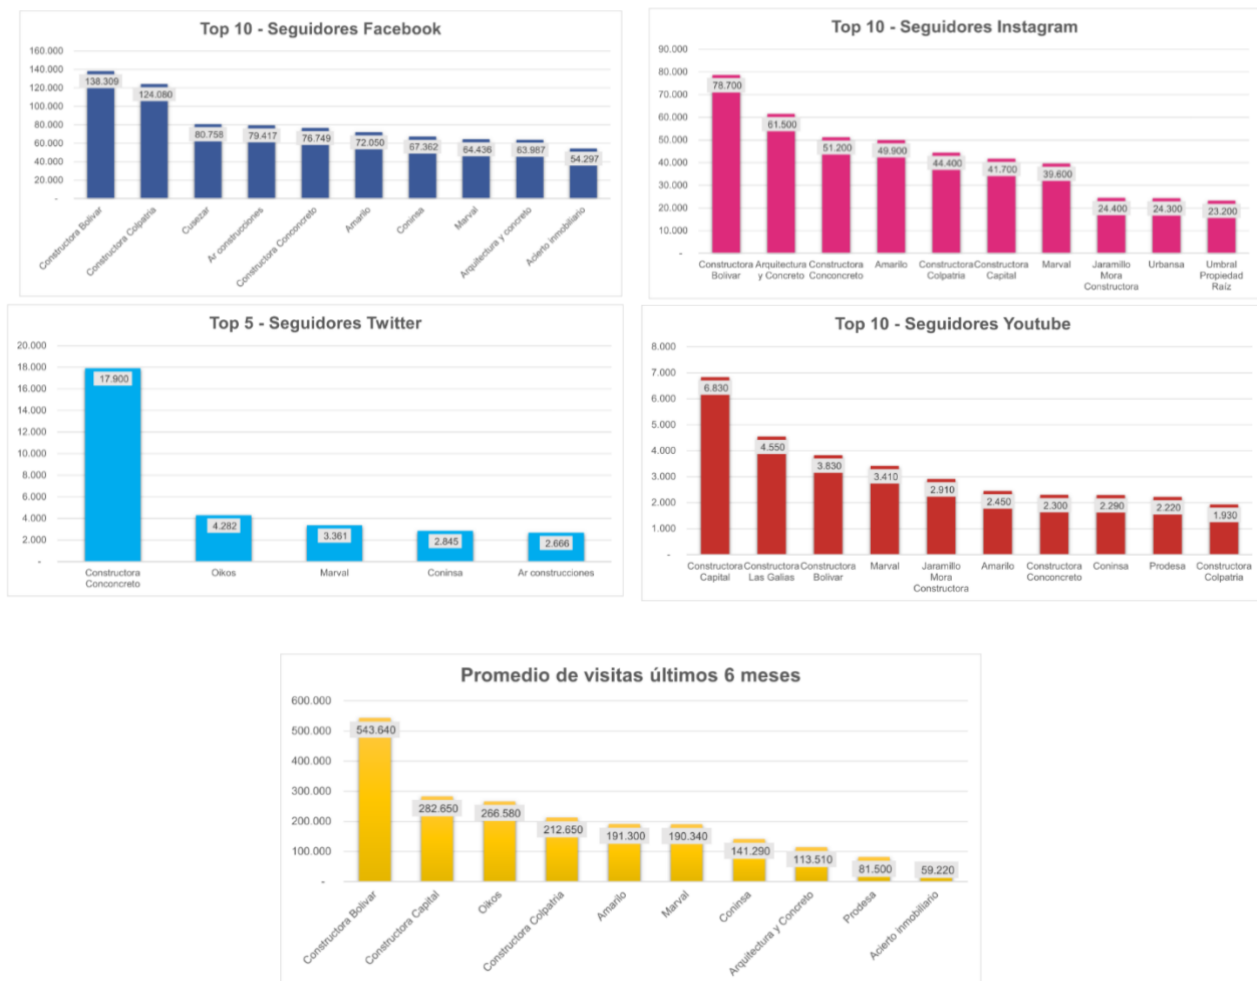 Top 10 - Seguidores Facebook
160.000
140.000
120.000
100.000
80.000
60.000
40.000
20.000
-
138.309
124.080
80.758
79.417
76.749
72.050
67.362
64.436
63.987
54.297
Constructora Bolivar
Constructora Colpatria
Cusezar
Ar construcciones
Constructora Conconcreto
Amarilo
Coninsa
Marval
Arquitectura y concreto
Acierto inmobiliario
Top 10 - Seguidores Instagram
90.000
80.000
70.000
60.000
50.000
40.000
30.000
20.000
10.000
-
78.700
61.500
51.200
49.900
44.400
41.700
39.600
24.400
24.300
23.200
Constructora
Bolívar
Arquitectura
y Concreto
Constructora
Conconcreto
Amarilo
Constructora
Colpatria
Constructora
Capital
Marval
Jaramillo
Mora
Constructora
Urbansa
Umbral
Propiedad
Raíz
Top 5 - Seguidores Twitter
20.000
18.000
16.000
14.000
12.000
10.000
8.000
6.000
4.000
2.000
-
17.900
4.282
3.361
2.845
2.666
Constructora
Conconcreto
Oikos
Marval
Coninsa
Ar construcciones
Top 10 - Seguidores Youtube
8.000
7.000
6.000
5.000
4.000
3.000
2.000
1.000
-
6.830
4.550
3.830
3.410
2.910
2.450
2.300
2.290
2.220
1.930
Constructora
Capital
Constructora
Las Galias
Constructora
Bolívar
Marval
Jaramillo
Mora
Constructora
Amarilo
Constructora
Conconcreto
Coninsa
Prodesa
Constructora
Colpatria
Promedio de visitas últimos 6 meses
600.000
500.000
400.000
300.000
200.000
100.000
-
543.640
282.650
266.580
212.650
191.300
190.340
141.290
113.510
81.500
59.220
Constructora Bolívar
Constructora Capital
Oikos
Constructora Colpatria
Amarilo
Marval
Coninsa
Arquitectura y Concreto
Prodesa
Acierto inmobiliario